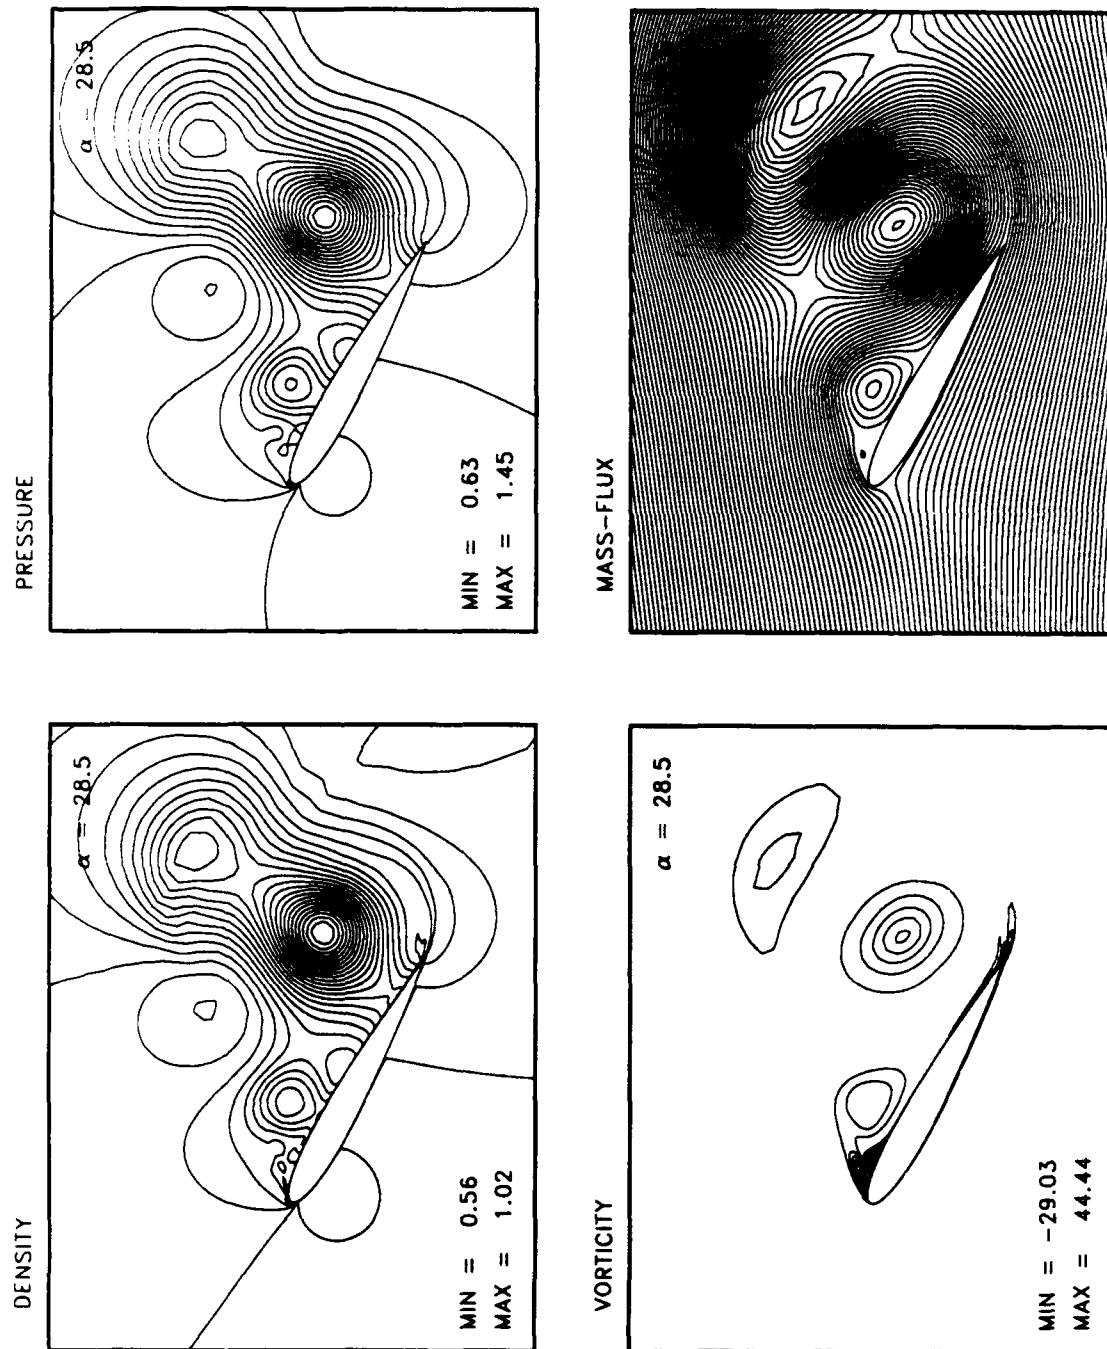 PRESSURE
α = 28.5
MIN = 0.63
MAX = 1.45
MASS-FLUX
DENSITY
α = 28.5
MIN = 0.56
MAX = 1.02
VORTICITY
α = 28.5
MIN = -29.03
MAX = 44.44